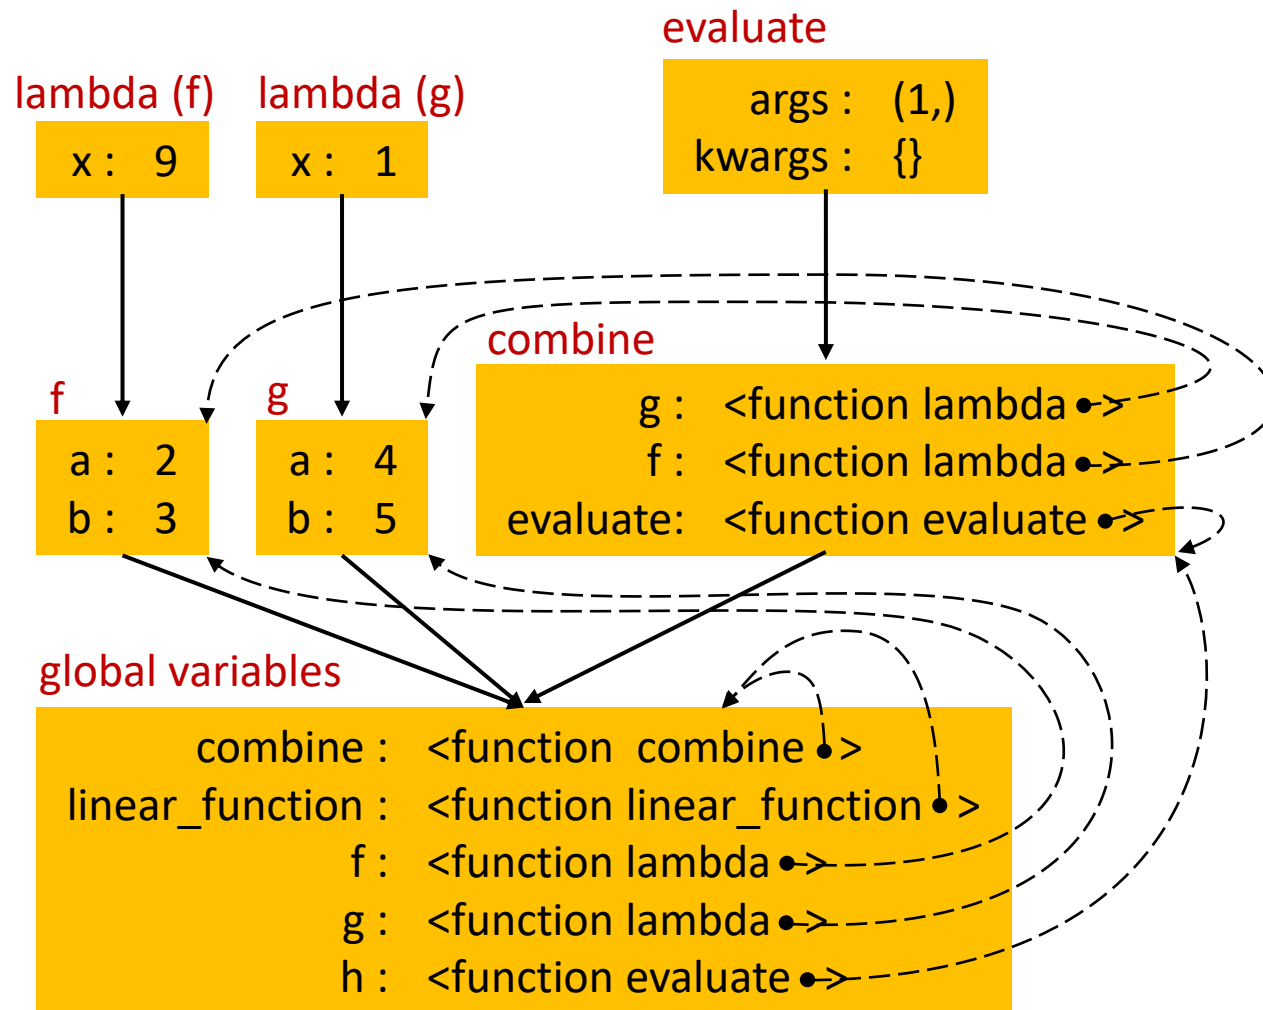 evaluate
args : (1,)
kwargs : {}
lambda (f)
x : 9
lambda (g)
x : 1
f
a : 2
b : 3
g
a : 4
b : 5
combine
g : <function lambda >
f : <function lambda >
evaluate: <function evaluate >
global variables
combine : <function combine >
linear_function : <function linear_function >
f : <function lambda >
g : <function lambda >
h : <function evaluate >